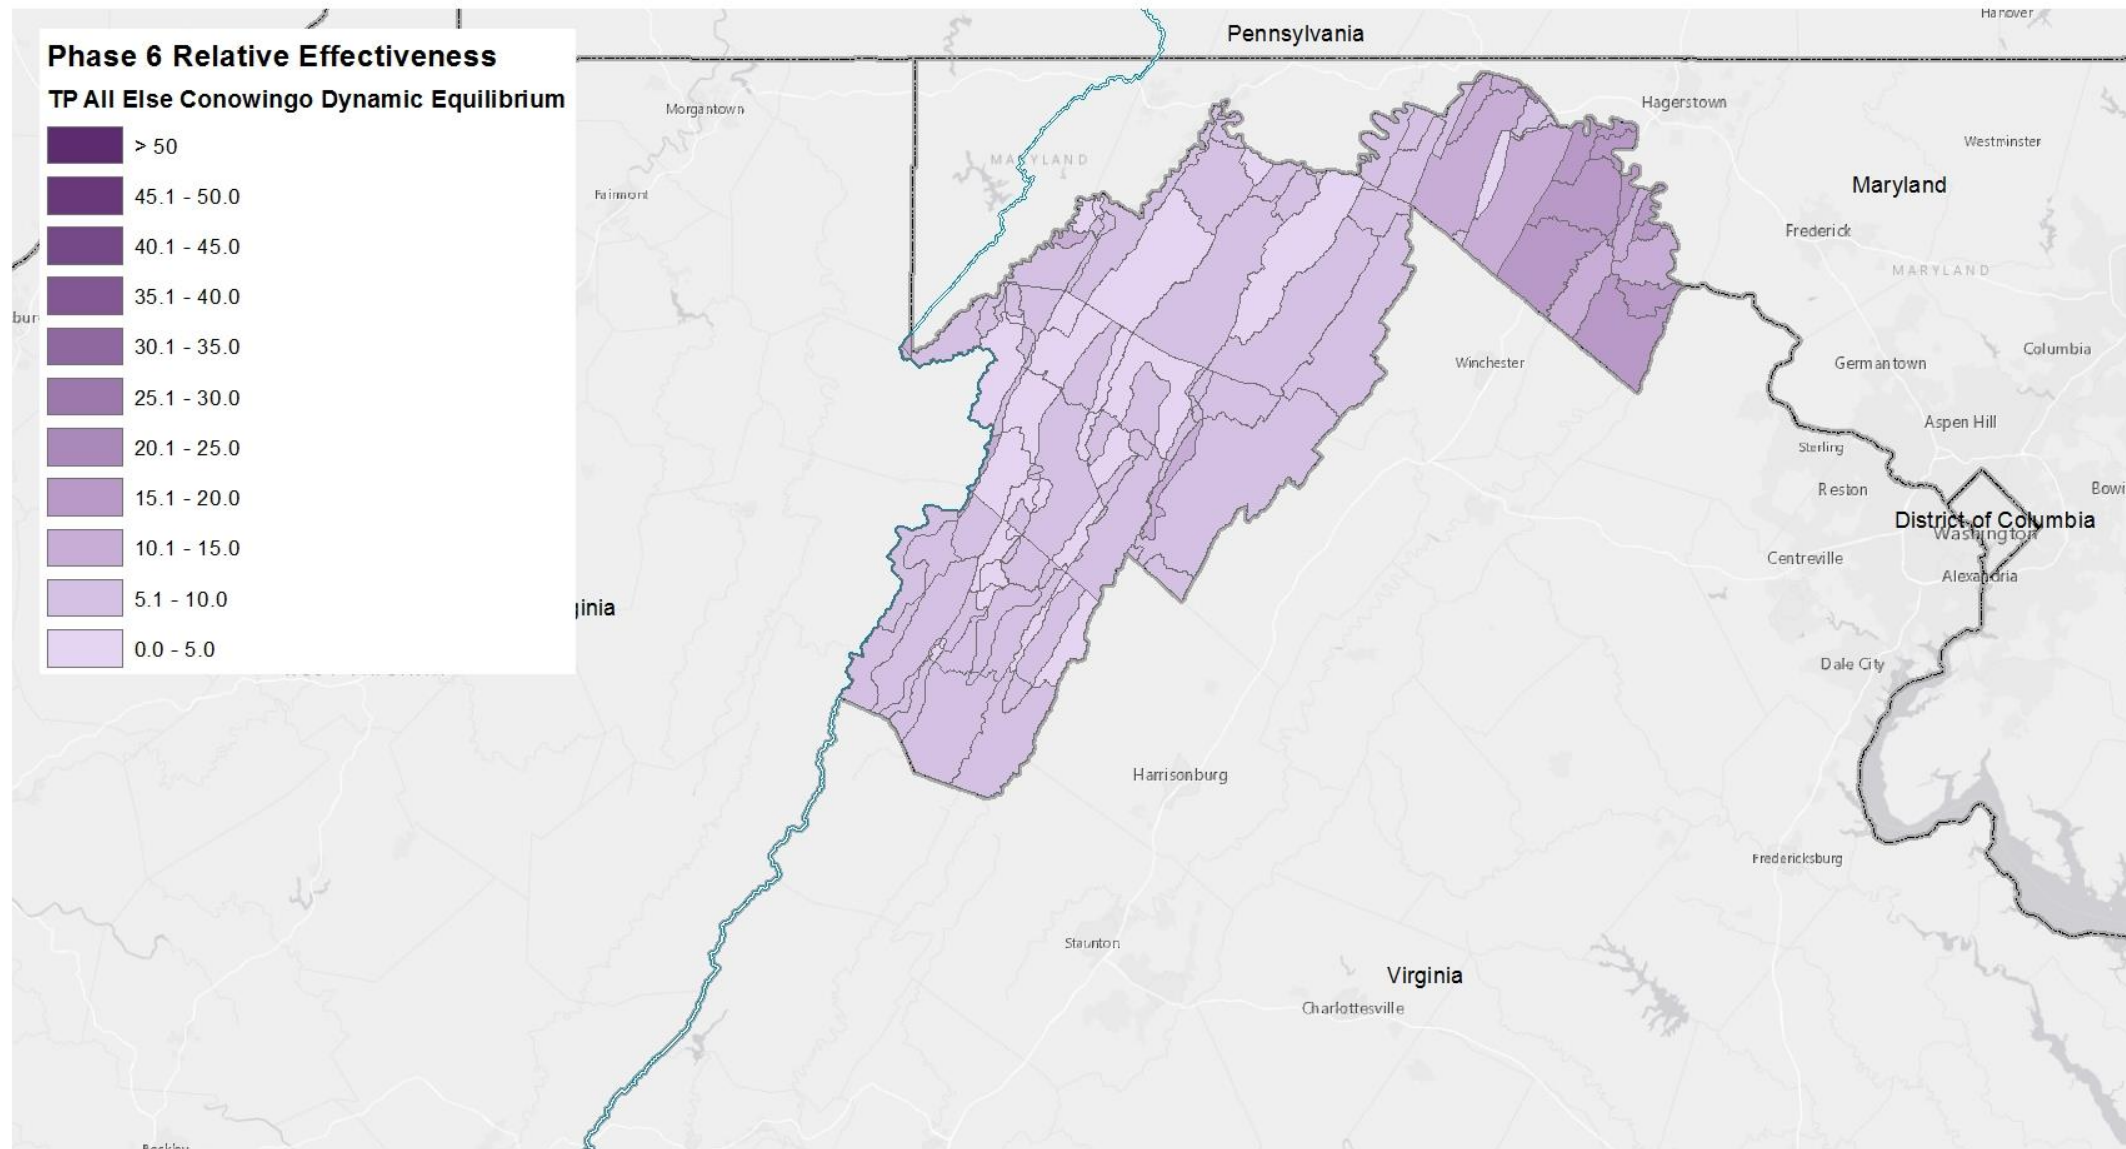 Hanover
Pennsylvania
Phase 6 Relative Effectiveness
TP All Else Conowingo Dynamic Equilibrium
> 50
45.1 - 50.0
40.1 - 45.0
35.1 - 40.0
30.1 - 35.0
25.1 - 30.0
20.1 - 25.0
15.1 - 20.0
10.1 - 15.0
5.1 - 10.0
0.0 - 5.0
Morgantown
Hagerstown
Westminster
MARYLAND
Fairmont
Maryland
Frederick
MARYLAND
bur
Winchester
Germantown
Columbia
Aspen Hill
Sterling
Reston
Bowi
District of Columbia
Washington
Centreville
Alexandria
ginia
Dale City
Harrisonburg
Fredericksburg
Staunton
Virginia
Charlottesville